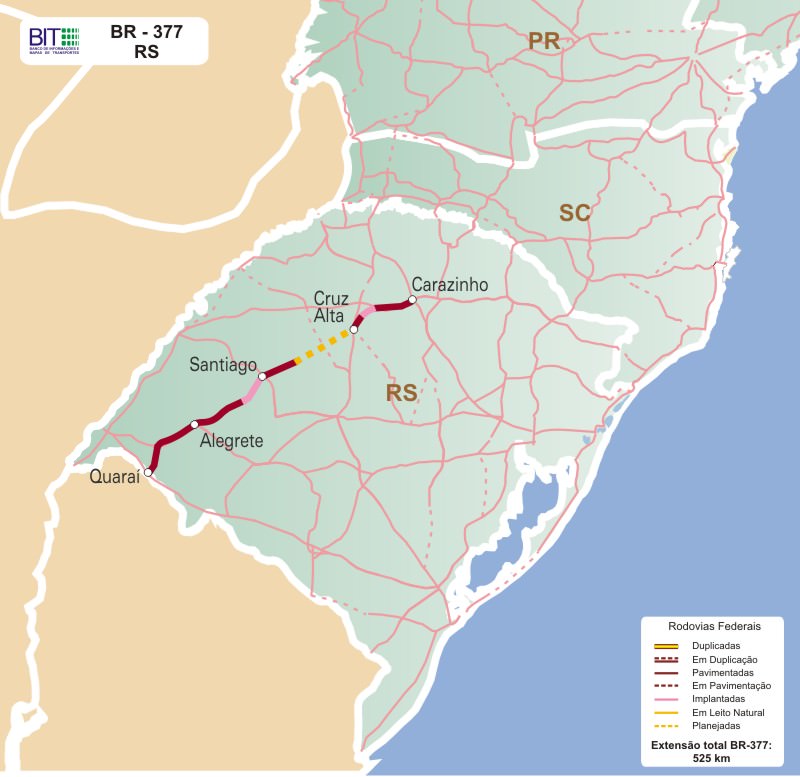 BIT
BANCO DE INFORMAÇÕES E
MAPAS DE TRANSPORTES
BR - 377
RS
PR
SC
Carazinho
Cruz
Alta
Santiago
RS
Alegrete
Quaraí
Rodovias Federais
Duplicadas
Em Duplicação
Pavimentadas
Em Pavimentação
Implantadas
Em Leito Natural
Planejadas
Extensão total BR-377:
525 km